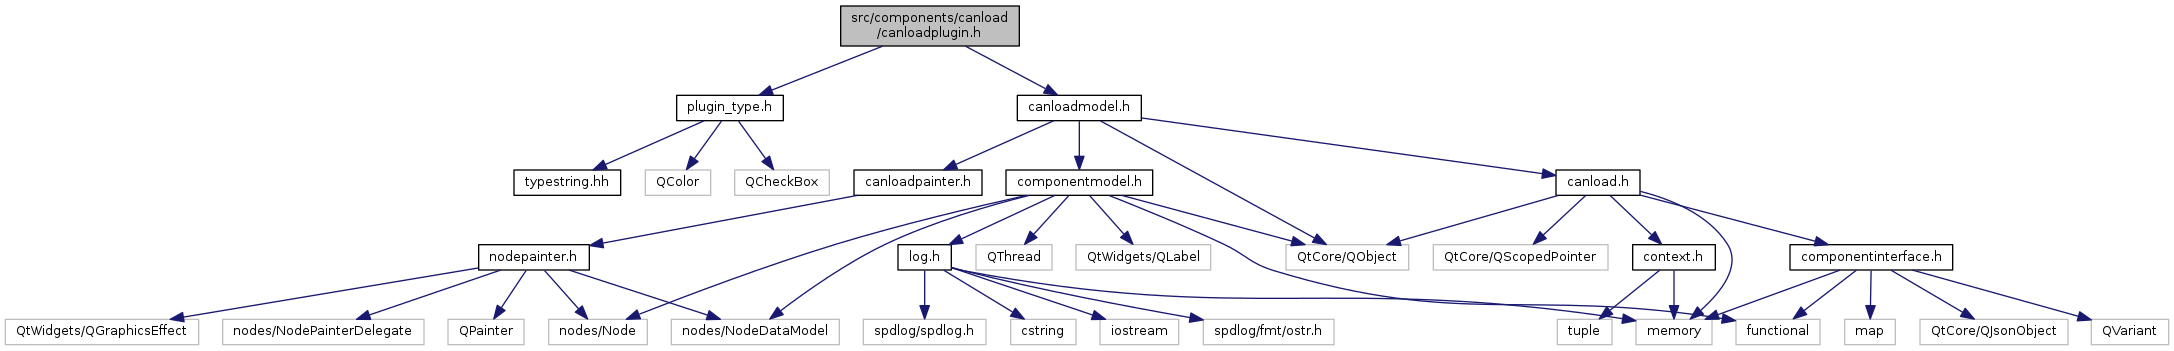 src/components/canload
/canloadplugin.h
plugin_type.h
canloadmodel.h
typestring.hh
QColor
QCheckBox
canloadpainter.h
componentmodel.h
canload.h
nodepainter.h
log.h
QThread
QtWidgets/QLabel
QtCore/QObject
QtCore/QScopedPointer
context.h
componentinterface.h
QtWidgets/QGraphicsEffect
nodes/NodePainterDelegate
QPainter
nodes/Node
nodes/NodeDataModel
spdlog/spdlog.h
cstring
iostream
spdlog/fmt/ostr.h
tuple
memory
functional
map
QtCore/QJsonObject
QVariant